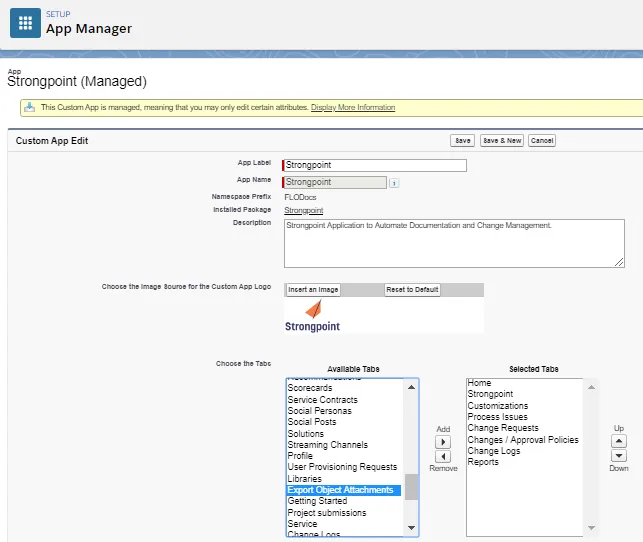 SETUP
App Manager
App
Strongpoint (Managed)
This Custom App is managed, meaning that you may only edit certain attributes. Display More Information
Custom App Edit
Save Save & New Cancel
App Label Strongpoint
App Name Strongpoint i
Namespace Prefix FLODocs
Installed Package Strongpoint
Description Strongpoint Application to Automate Documentation and Change Management.
Choose the Image Source for the Custom App Logo Insert an Image Reset to Default
Strongpoint
Choose the Tabs
Available Tabs
Scorecards
Service Contracts
Social Personas
Social Posts
Solutions
Streaming Channels
Profile
User Provisioning Requests
Libraries
Export Object Attachments
Getting Started
Project submissions
Service
Change Logs
Add
Remove
Selected Tabs
Home
Strongpoint
Customizations
Process Issues
Change Requests
Changes / Approval Policies
Change Logs
Reports
Up
Down